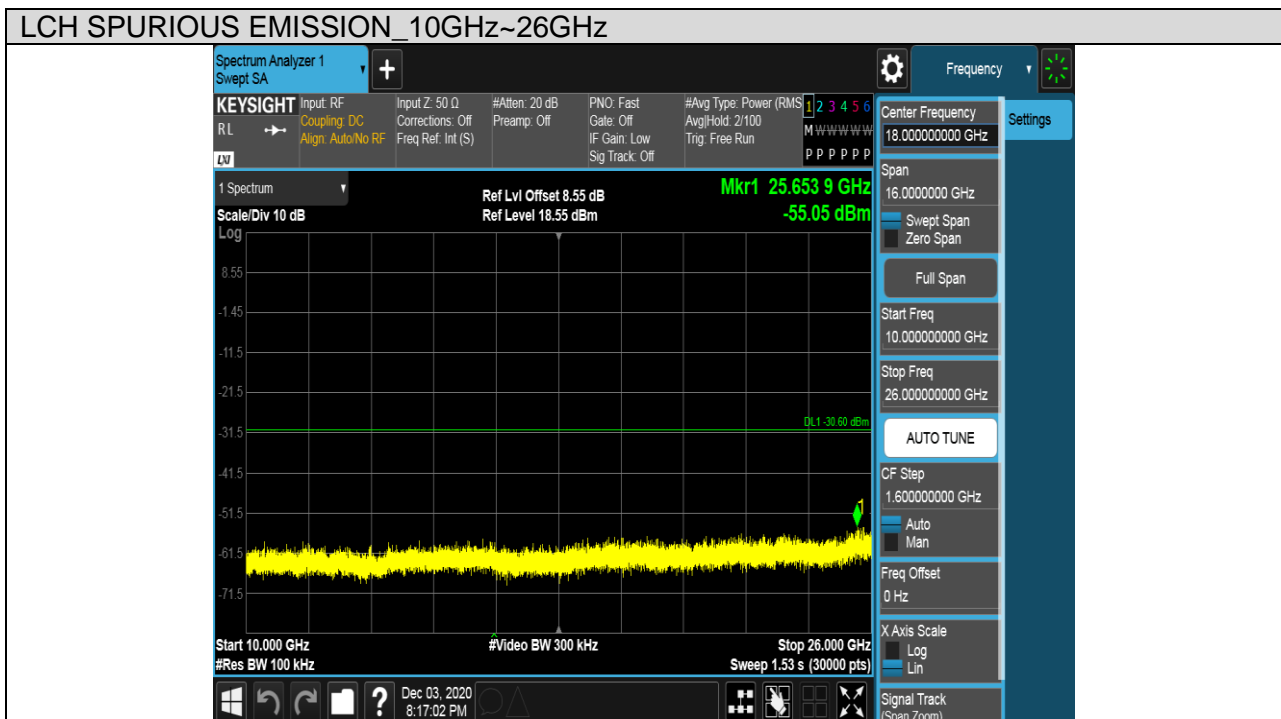 LCH SPURIOUS EMISSION_10GHz~26GHz
Spectrum Analyzer 1
Swept SA
Frequency
KEYSIGHT
RL
LXI
Input: RF
Coupling: DC
Align: Auto/No RF
Input Z: 50 Ω
Corrections: Off
Freq Ref: Int (S)
#Atten: 20 dB
Preamp: Off
PNO: Fast
Gate: Off
IF Gain: Low
Sig Track: Off
#Avg Type: Power (RMS
Avg|Hold: 2/100
Trig: Free Run
1 2 3 4 5 6
M W W W W W
P P P P P P
1 Spectrum
Scale/Div 10 dB
Ref Lvl Offset 8.55 dB
Ref Level 18.55 dBm
Mkr1 25.653 9 GHz
-55.05 dBm
Log
8.55
-1.45
-11.5
-21.5
-31.5
-41.5
-51.5
-61.5
-71.5
DL1 -30.60 dBm
1
Start 10.000 GHz
#Video BW 300 kHz
Stop 26.000 GHz
#Res BW 100 kHz
Sweep 1.53 s (30000 pts)
?
Dec 03, 2020
8:17:02 PM
Center Frequency
18.000000000 GHz
Settings
Span
16.0000000 GHz
Swept Span
Zero Span
Full Span
Start Freq
10.000000000 GHz
Stop Freq
26.000000000 GHz
AUTO TUNE
CF Step
1.600000000 GHz
Auto
Man
Freq Offset
0 Hz
X Axis Scale
Log
Lin
Signal Track
(Span Zoom)